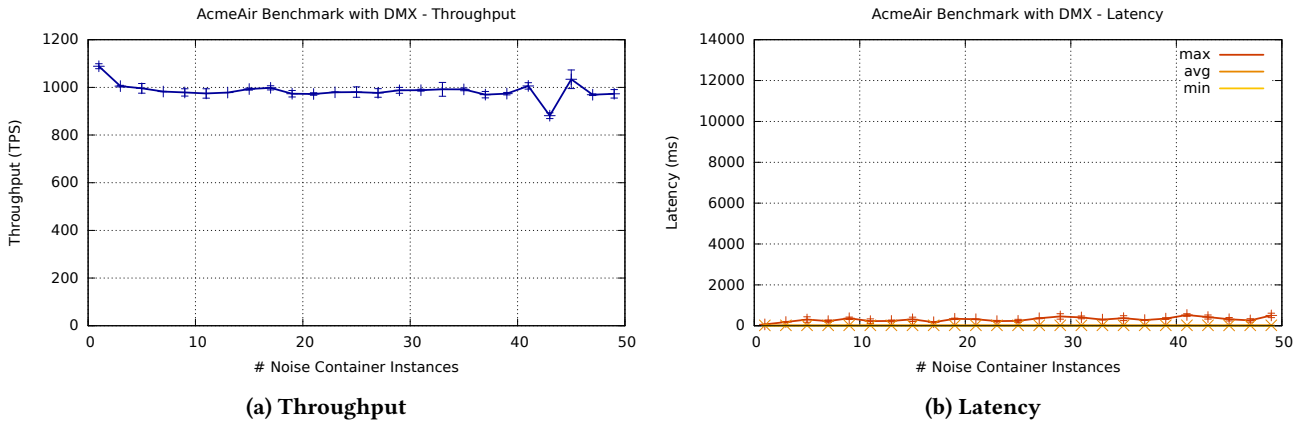 AcmeAir Benchmark with DMX - Throughput
1200
1000
800
600
400
200
0
0 10 20 30 40 50
Throughput (TPS)
# Noise Container Instances
(a) Throughput
AcmeAir Benchmark with DMX - Latency
14000
12000
10000
8000
6000
4000
2000
0
0 10 20 30 40 50
Latency (ms)
max
avg
min
# Noise Container Instances
(b) Latency